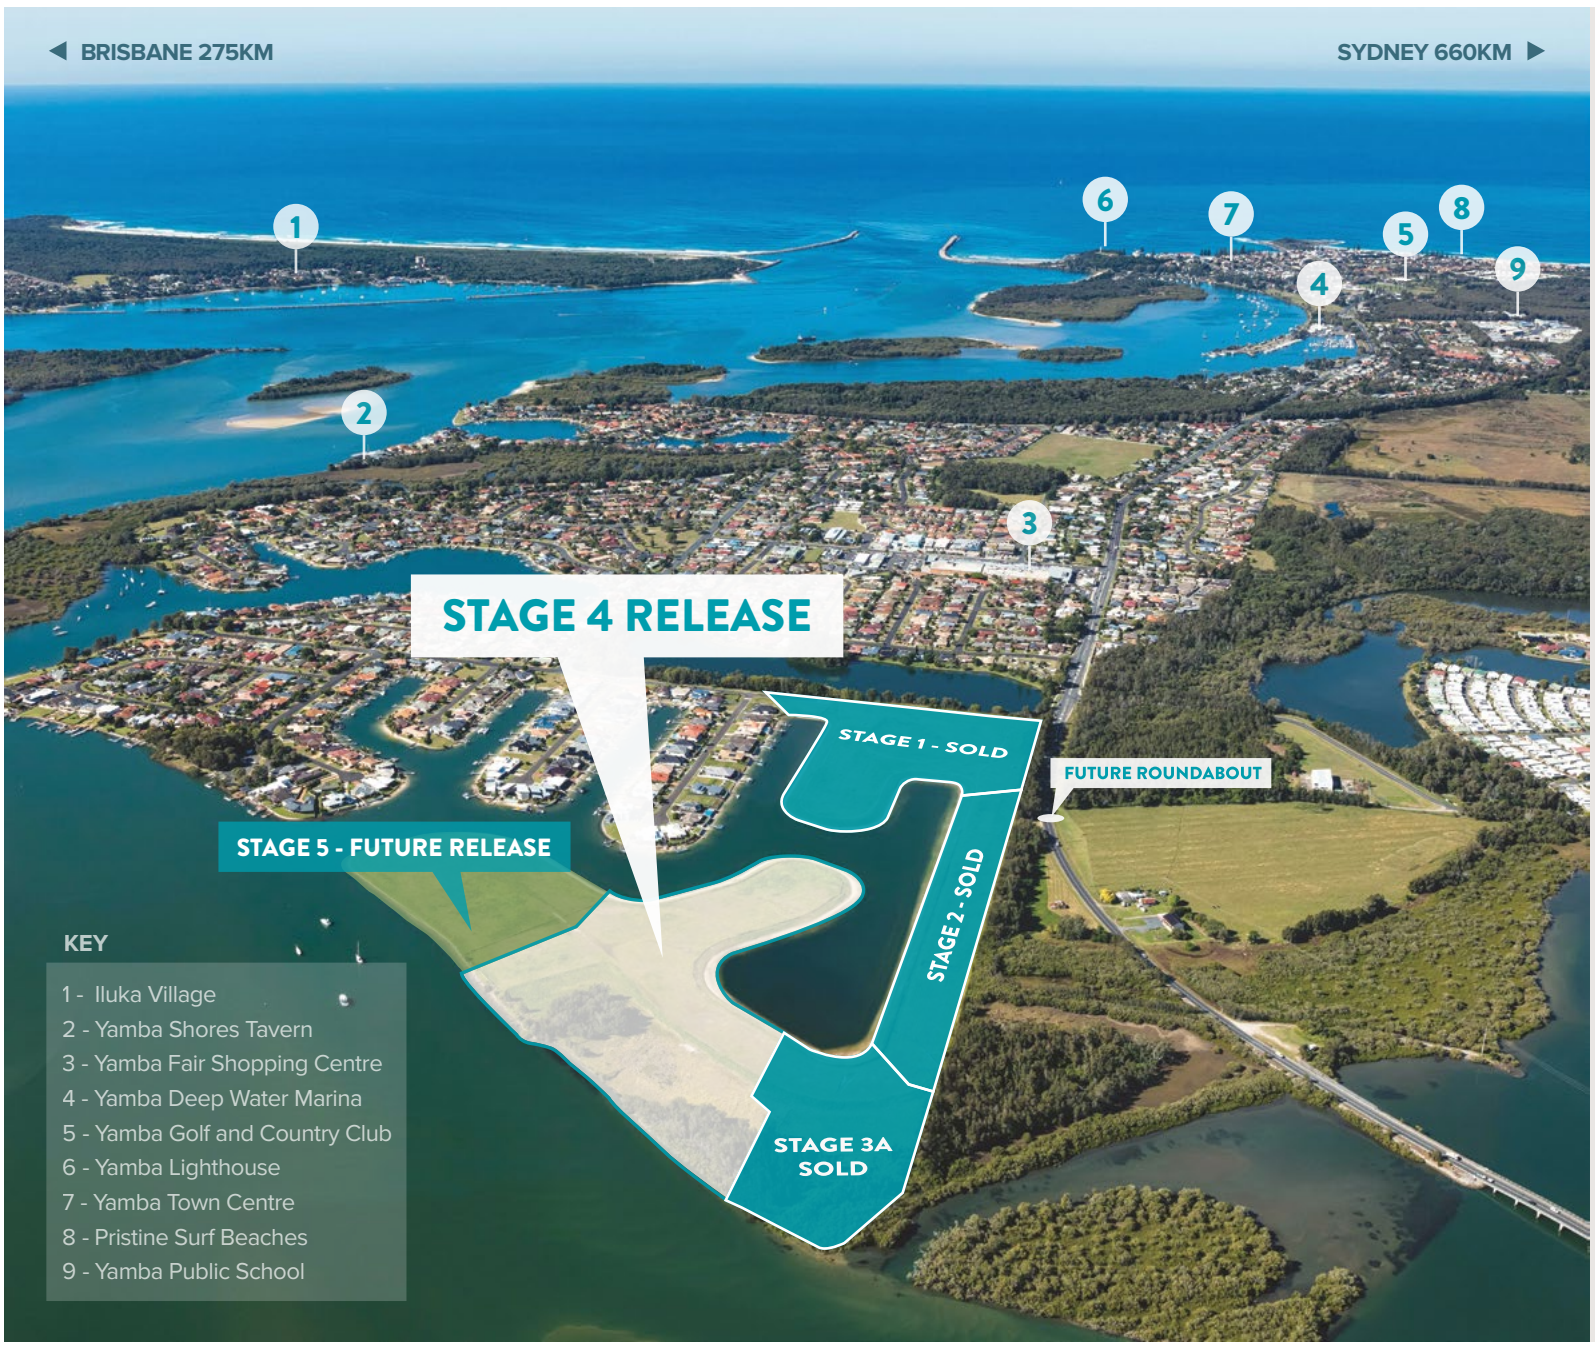 BRISBANE 275KM
SYDNEY 660KM
1
2
3
4
5
6
7
8
9
STAGE 4 RELEASE
STAGE 1 - SOLD
FUTURE ROUNDABOUT
STAGE 5 - FUTURE RELEASE
STAGE 2 - SOLD
STAGE 3A
SOLD
KEY
1 - Iluka Village
2 - Yamba Shores Tavern
3 - Yamba Fair Shopping Centre
4 - Yamba Deep Water Marina
5 - Yamba Golf and Country Club
6 - Yamba Lighthouse
7 - Yamba Town Centre
8 - Pristine Surf Beaches
9 - Yamba Public School